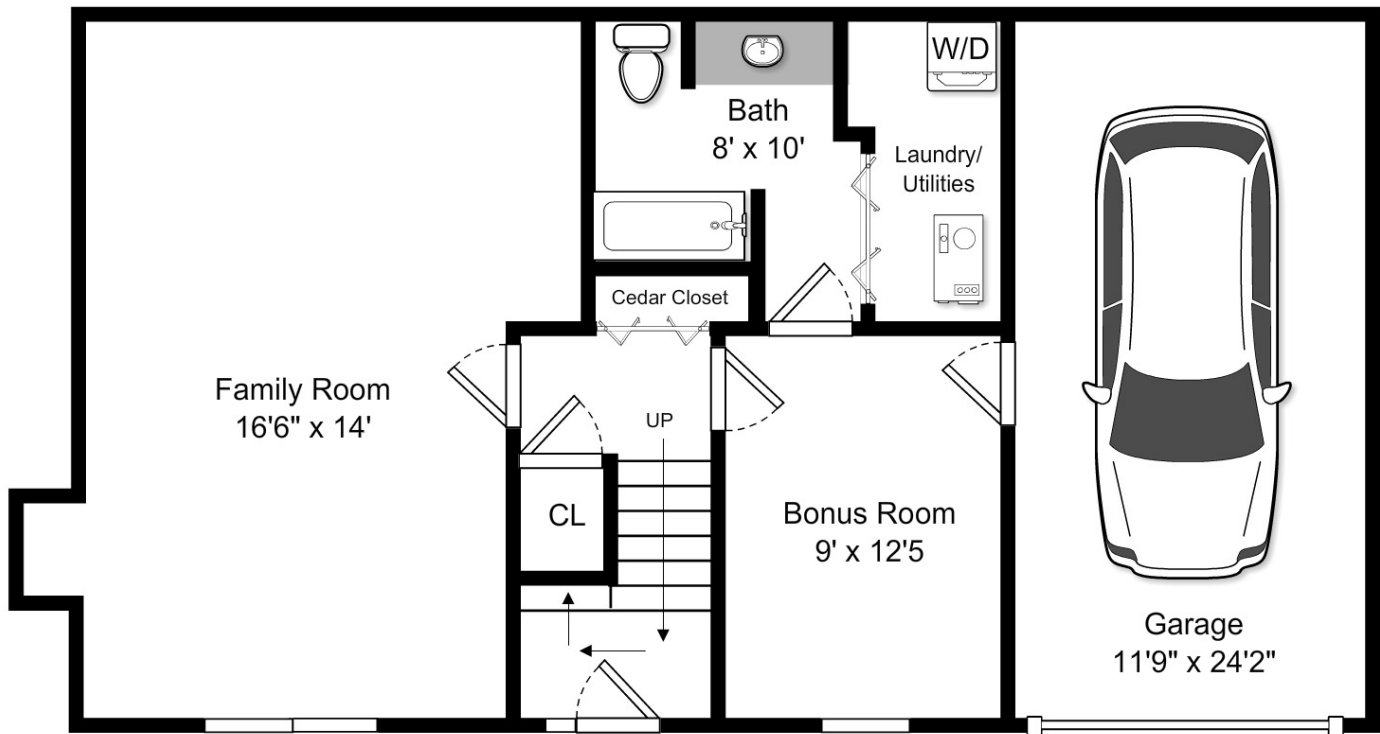 W/D
Bath
8' x 10'
Laundry/
Utilities
Cedar Closet
Family Room
16'6" x 14'
UP
CL
Bonus Room
9' x 12'5
Garage
11'9" x 24'2"